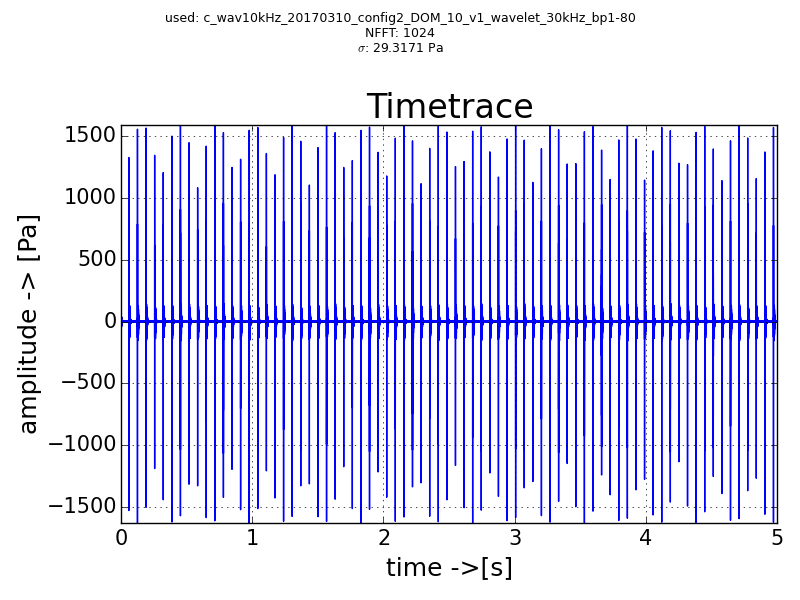 used: c_wav10kHz_20170310_config2_DOM_10_v1_wavelet_30kHz_bp1-80
NFFT: 1024
σ: 29.3171 Pa
Timetrace
1500
1000
500
0
−500
−1000
−1500
amplitude -> [Pa]
0 1 2 3 4 5
time ->[s]